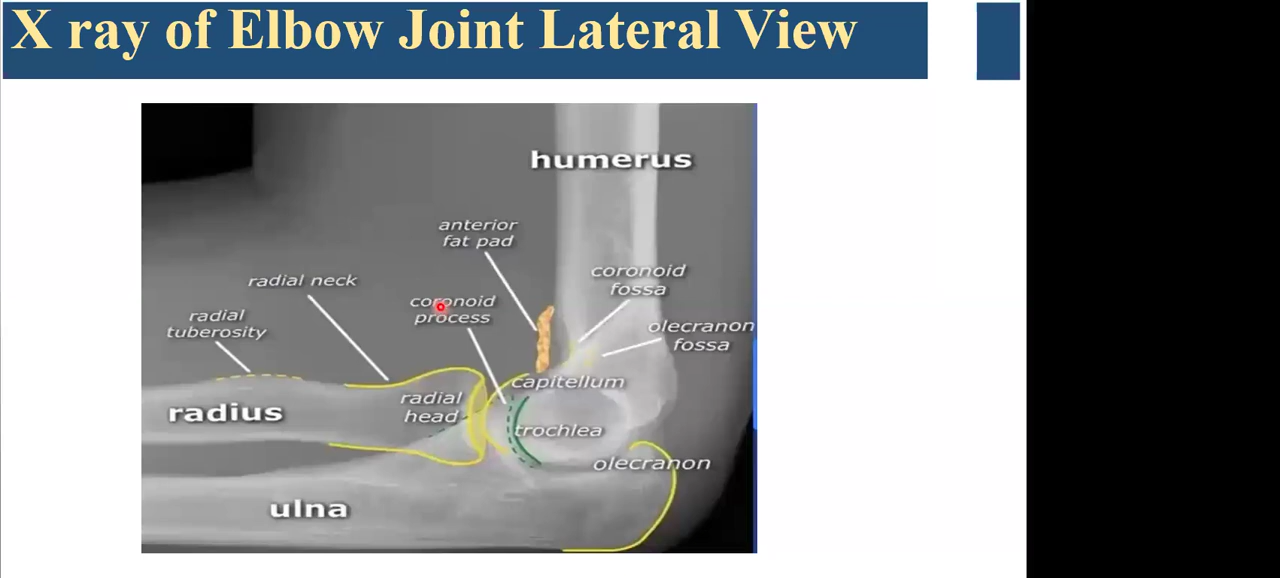 X ray of Elbow Joint Lateral View
humerus
anterior
fat pad
coronoid
fossa
radial neck
coronoid
process
radial
tuberosity
olecranon
fossa
capitellum
radial
head
radius
trochlea
olecranon
ulna